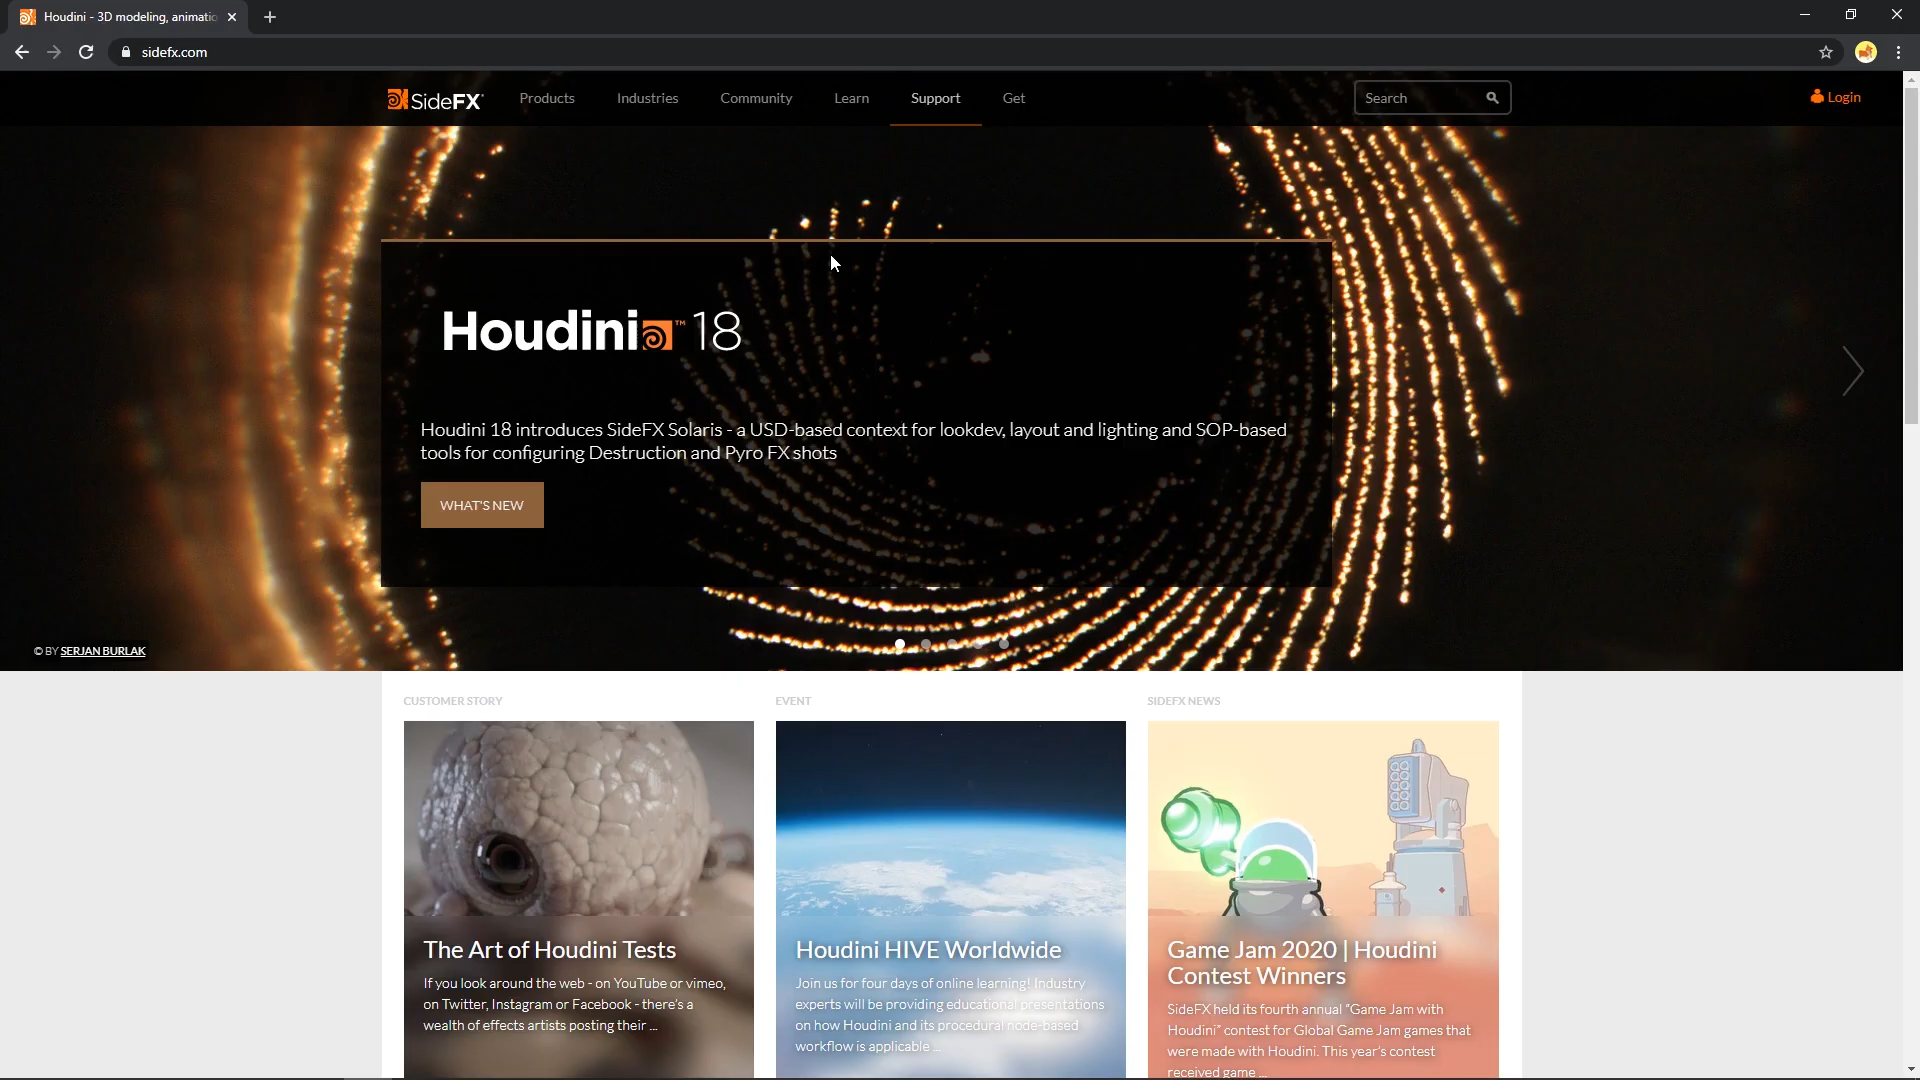 Houdini - 3D modeling, animatio
sidefx.com
SideFX
Products
Industries
Community
Learn
Support
Get
Search
Login
Houdini™ 18
Houdini 18 introduces SideFX Solaris - a USD-based context for lookdev, layout and lighting and SOP-based
tools for configuring Destruction and Pyro FX shots
WHAT'S NEW
© BY SERJAN BURLAK
CUSTOMER STORY
The Art of Houdini Tests
If you look around the web - on YouTube or vimeo,
on Twitter, Instagram or Facebook - there's a
wealth of effects artists posting their ...
EVENT
Houdini HIVE Worldwide
Join us for four days of online learning! Industry
experts will be providing educational presentations
on how Houdini and its procedural node-based
workflow is applicable ...
SIDEFX NEWS
Game Jam 2020 | Houdini
Contest Winners
SideFX held its fourth annual “Game Jam with
Houdini” contest for Global Game Jam games that
were made with Houdini. This year's contest
received game ...